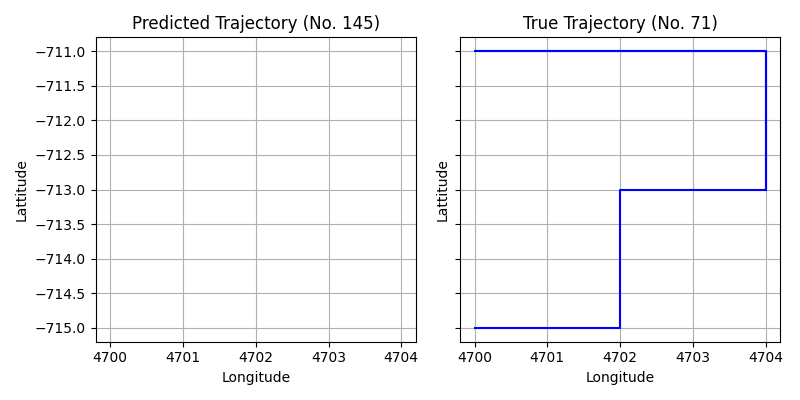 Predicted Trajectory (No. 145)
−711.0
−711.5
−712.0
−712.5
−713.0
−713.5
−714.0
−714.5
−715.0
Lattitude
4700 4701 4702 4703 4704
Longitude
True Trajectory (No. 71)
Lattitude
4700 4701 4702 4703 4704
Longitude